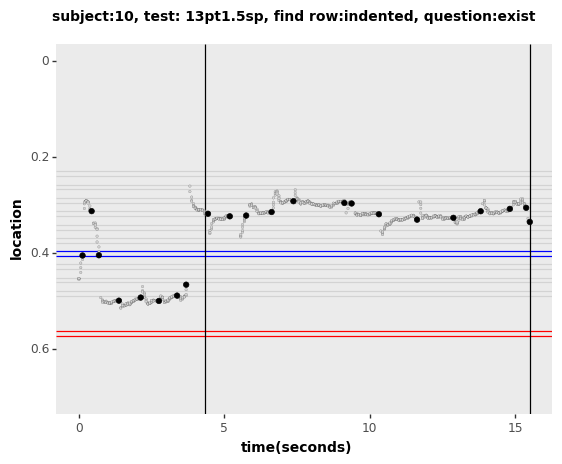 subject:10, test: 13pt1.5sp, find row:indented, question:exist
0
0.2
0.4
0.6
location
0
5
10
15
time(seconds)